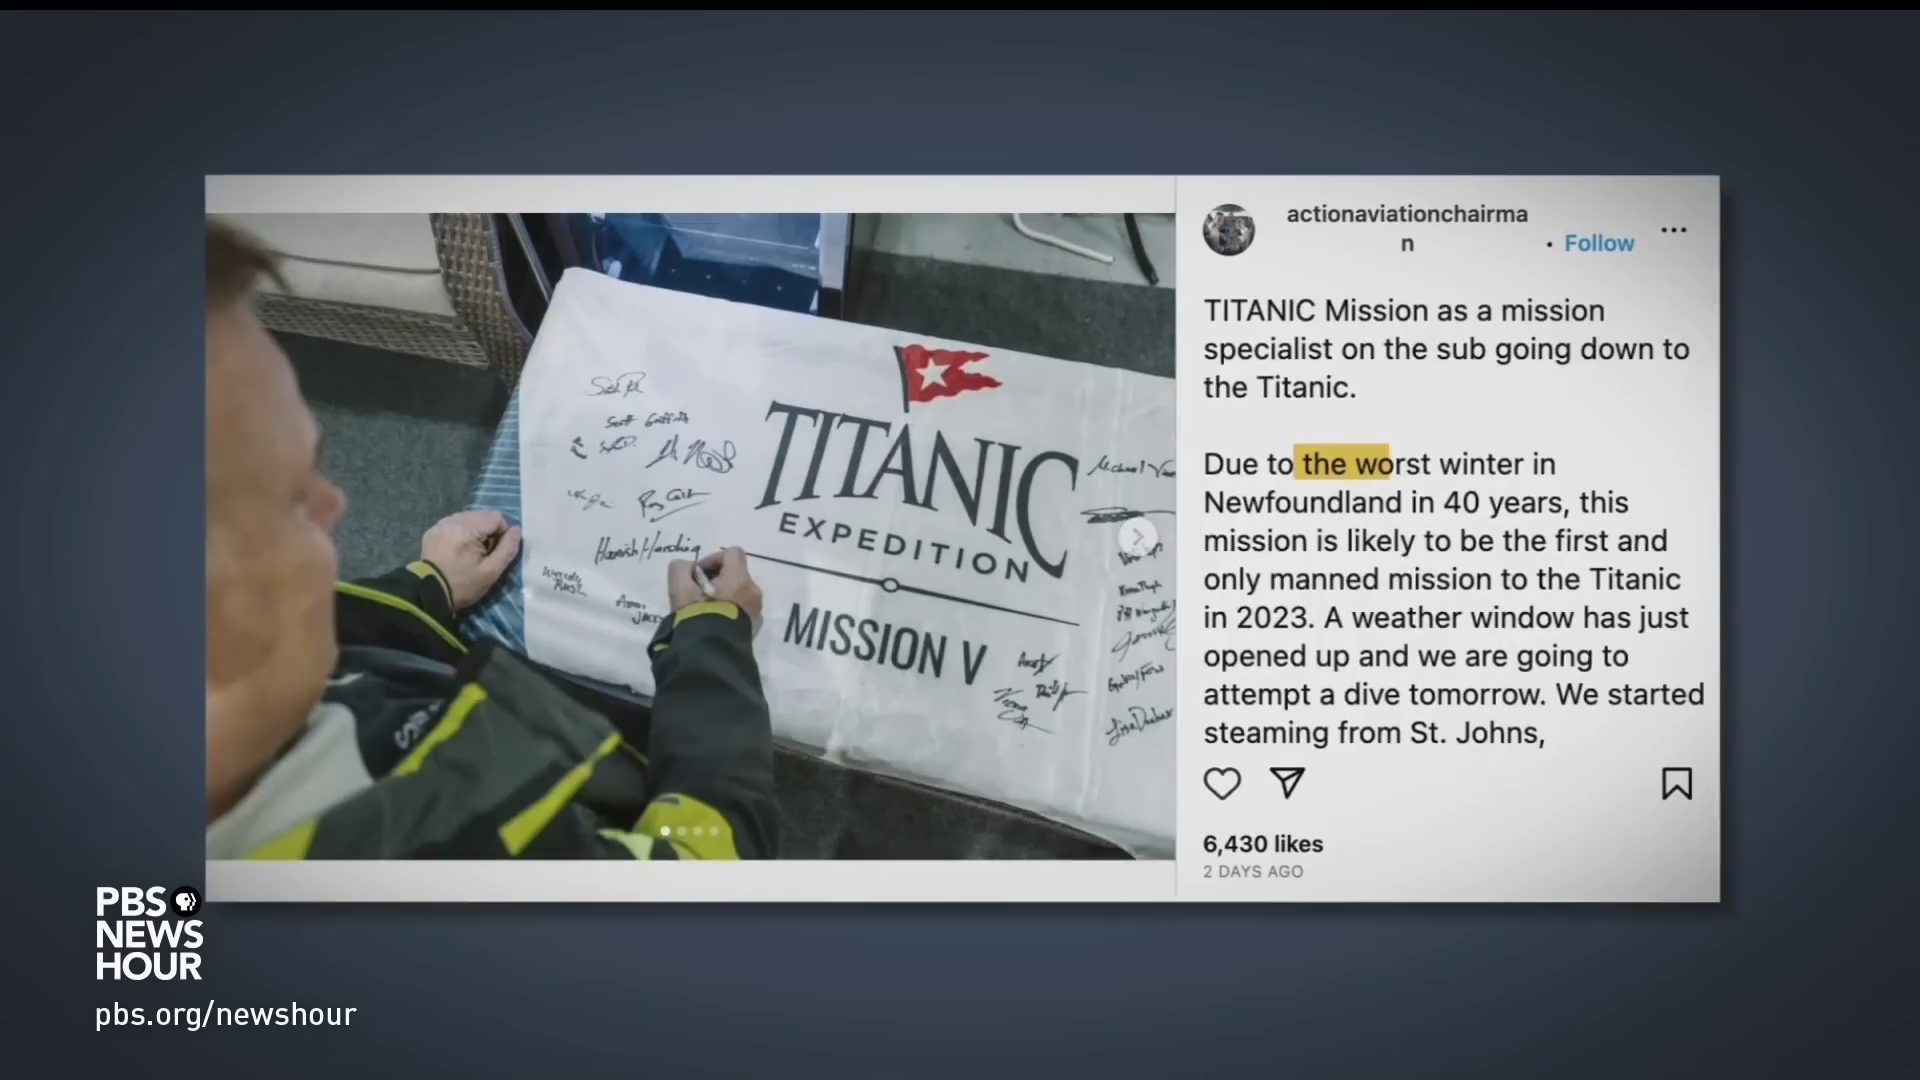 actionaviationchairma
n
• Follow
TITANIC Mission as a mission
specialist on the sub going down to
the Titanic.
Due to the worst winter in
Newfoundland in 40 years, this
mission is likely to be the first and
only manned mission to the Titanic
in 2023. A weather window has just
opened up and we are going to
attempt a dive tomorrow. We started
steaming from St. Johns,
6,430 likes
2 DAYS AGO
TITANIC
EXPEDITION
MISSION V
Hamish Harding
PBS
NEWS
HOUR
pbs.org/newshour